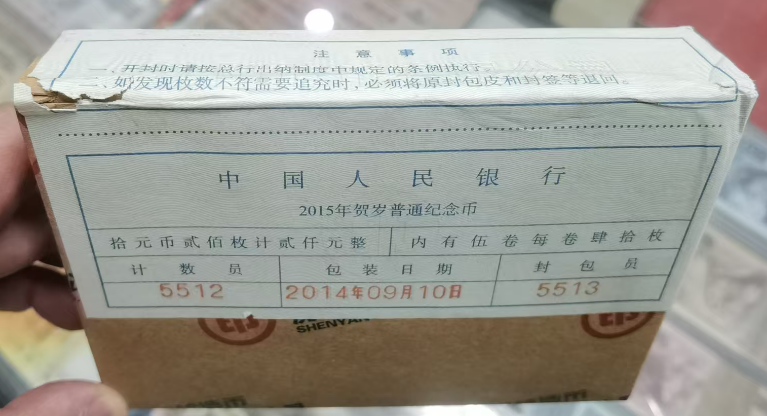 注意事项
一、开封时请按总行出纳制度中规定的条例执行。
二、如发现枚数不符需要追究时，必须将原封包皮和封签等退回。
中国人民银行
2015年贺岁普通纪念币
拾元币贰佰枚计贰仟元整 内有伍卷每卷肆拾枚
计数员 包装日期 封包员
5512 2014年09月10日 5513